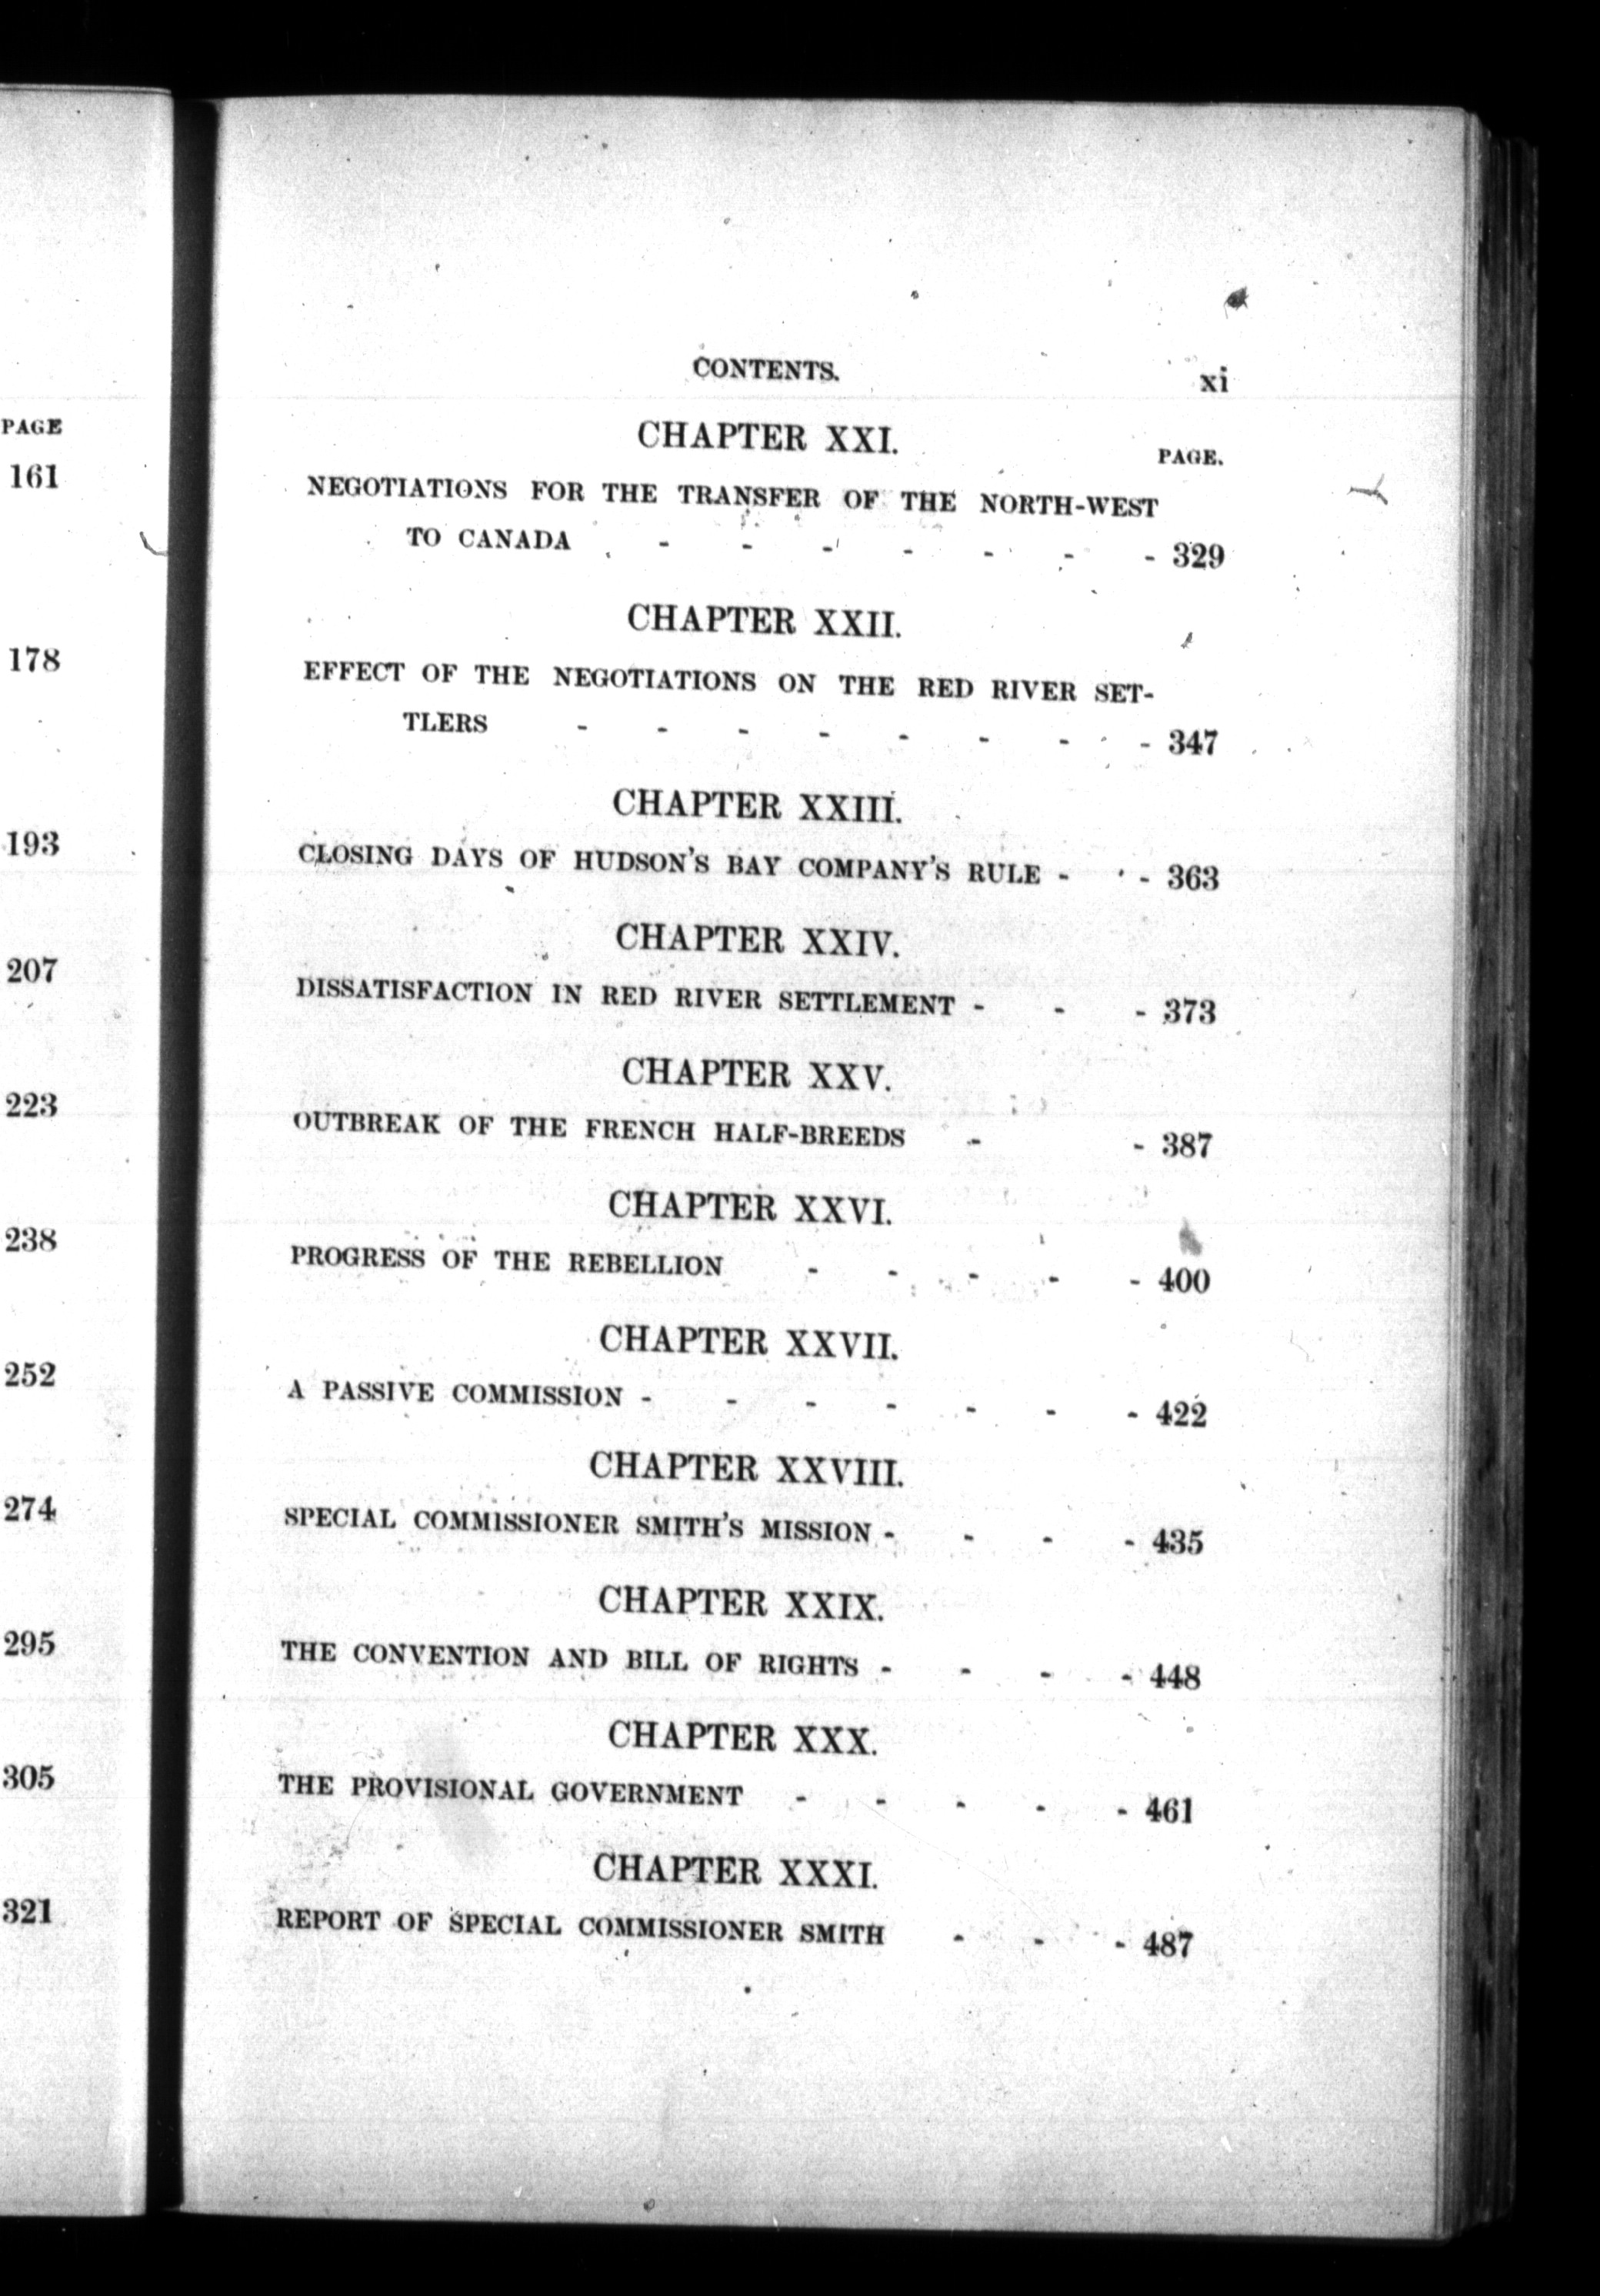 PAGE
161
178
193
207
223
238
252
274
295
305
321
CONTENTS. xi
CHAPTER XXI.
PAGE.
NEGOTIATIONS FOR THE TRANSFER OF THE NORTH-WEST
TO CANADA - - - - - - - 329
CHAPTER XXII.
EFFECT OF THE NEGOTIATIONS ON THE RED RIVER SET-
TLERS - - - - - - - - 347
CHAPTER XXIII.
CLOSING DAYS OF HUDSON'S BAY COMPANY'S RULE - - 363
CHAPTER XXIV.
DISSATISFACTION IN RED RIVER SETTLEMENT - - - 373
CHAPTER XXV.
OUTBREAK OF THE FRENCH HALF-BREEDS - - 387
CHAPTER XXVI.
PROGRESS OF THE REBELLION - - - - - 400
CHAPTER XXVII.
A PASSIVE COMMISSION - - - - - - - 422
CHAPTER XXVIII.
SPECIAL COMMISSIONER SMITH'S MISSION - - - - 435
CHAPTER XXIX.
THE CONVENTION AND BILL OF RIGHTS - - - - 448
CHAPTER XXX.
THE PROVISIONAL GOVERNMENT - - - - - 461
CHAPTER XXXI.
REPORT OF SPECIAL COMMISSIONER SMITH - - - 487